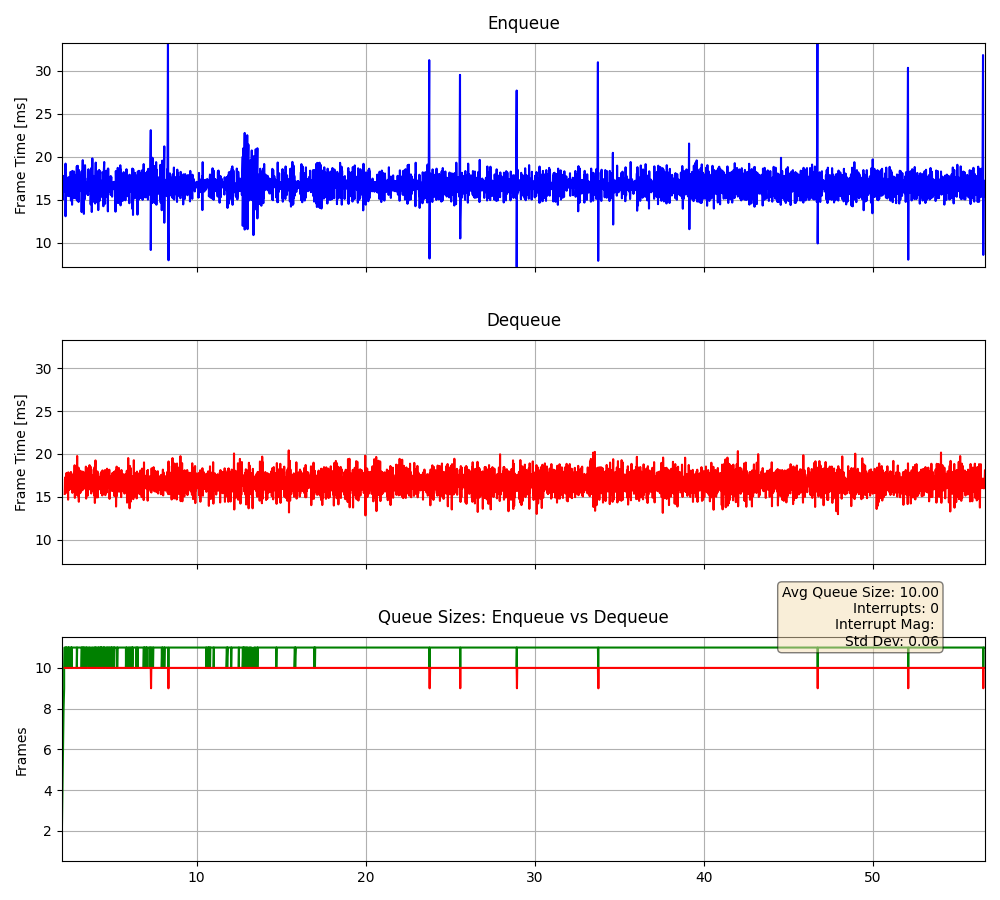 Enqueue
Frame Time [ms]
30
25
20
15
10
Dequeue
Frame Time [ms]
30
25
20
15
10
Avg Queue Size: 10.00
Interrupts: 0
Interrupt Mag:
Std Dev: 0.06
Queue Sizes: Enqueue vs Dequeue
Frames
10
8
6
4
2
10 20 30 40 50